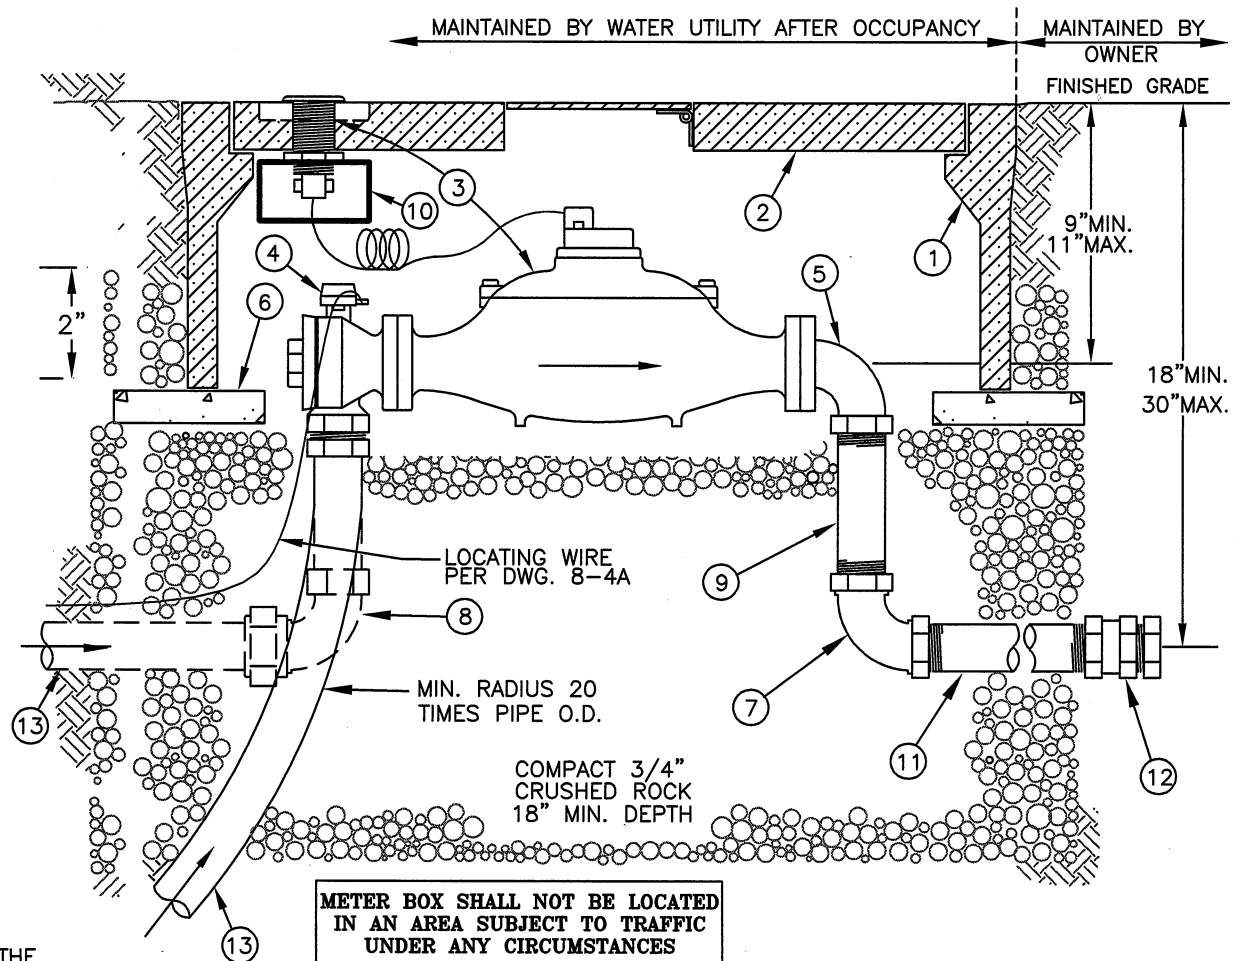 MAINTAINED BY WATER UTILITY AFTER OCCUPANCY
MAINTAINED BY
OWNER
FINISHED GRADE
3
10
2
1
9"MIN.
11"MAX.
4
5
6
2"
18"MIN.
30"MAX.
LOCATING WIRE
PER DWG. 8-4A
9
8
MIN. RADIUS 20
TIMES PIPE O.D.
7
13
11
12
COMPACT 3/4"
CRUSHED ROCK
18" MIN. DEPTH
METER BOX SHALL NOT BE LOCATED
IN AN AREA SUBJECT TO TRAFFIC
UNDER ANY CIRCUMSTANCES
13
THE